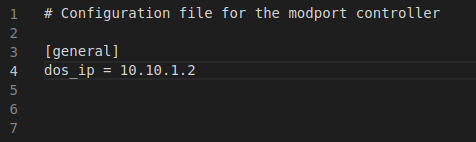 1 # Configuration file for the modport controller
2
3 [general]
4 dos_ip = 10.10.1.2
5
6
7